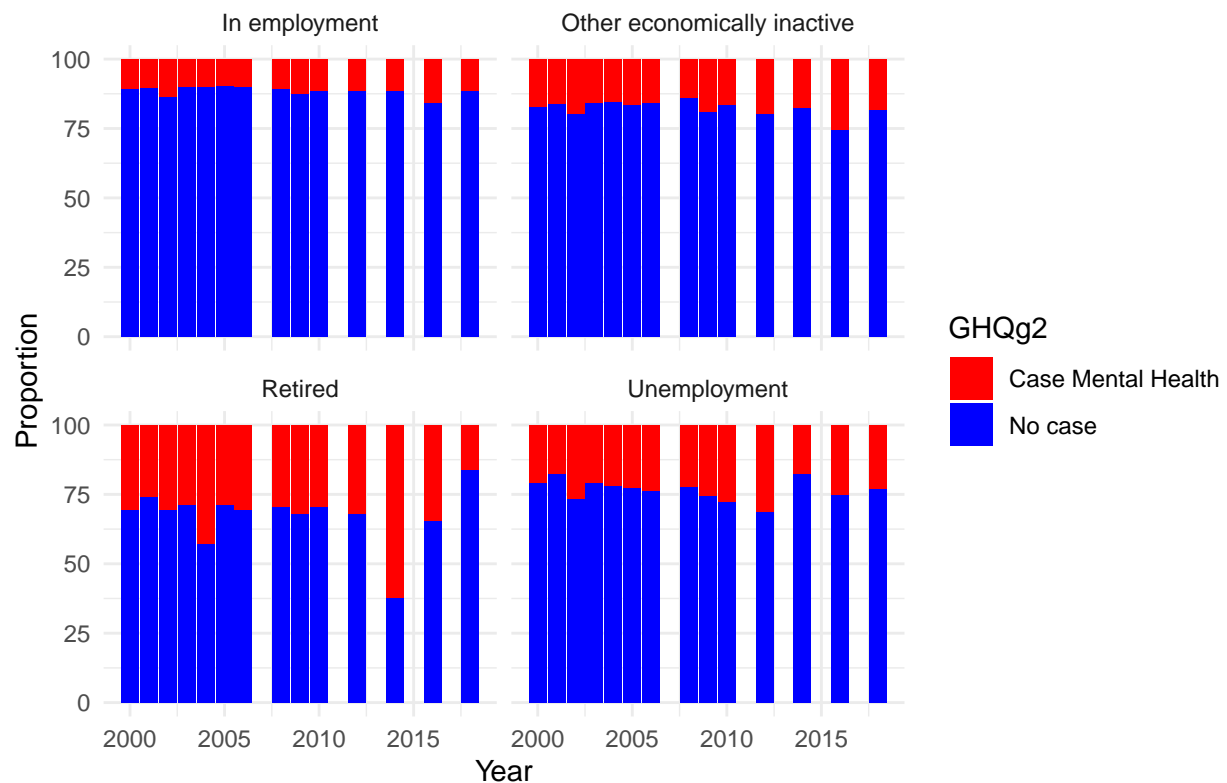 In employment
Other economically inactive
100
75
50
25
0
Retired
Unemployment
100
75
50
25
0
2000 2005 2010 2015
2000 2005 2010 2015
Year
Proportion
GHQg2
Case Mental Health
No case